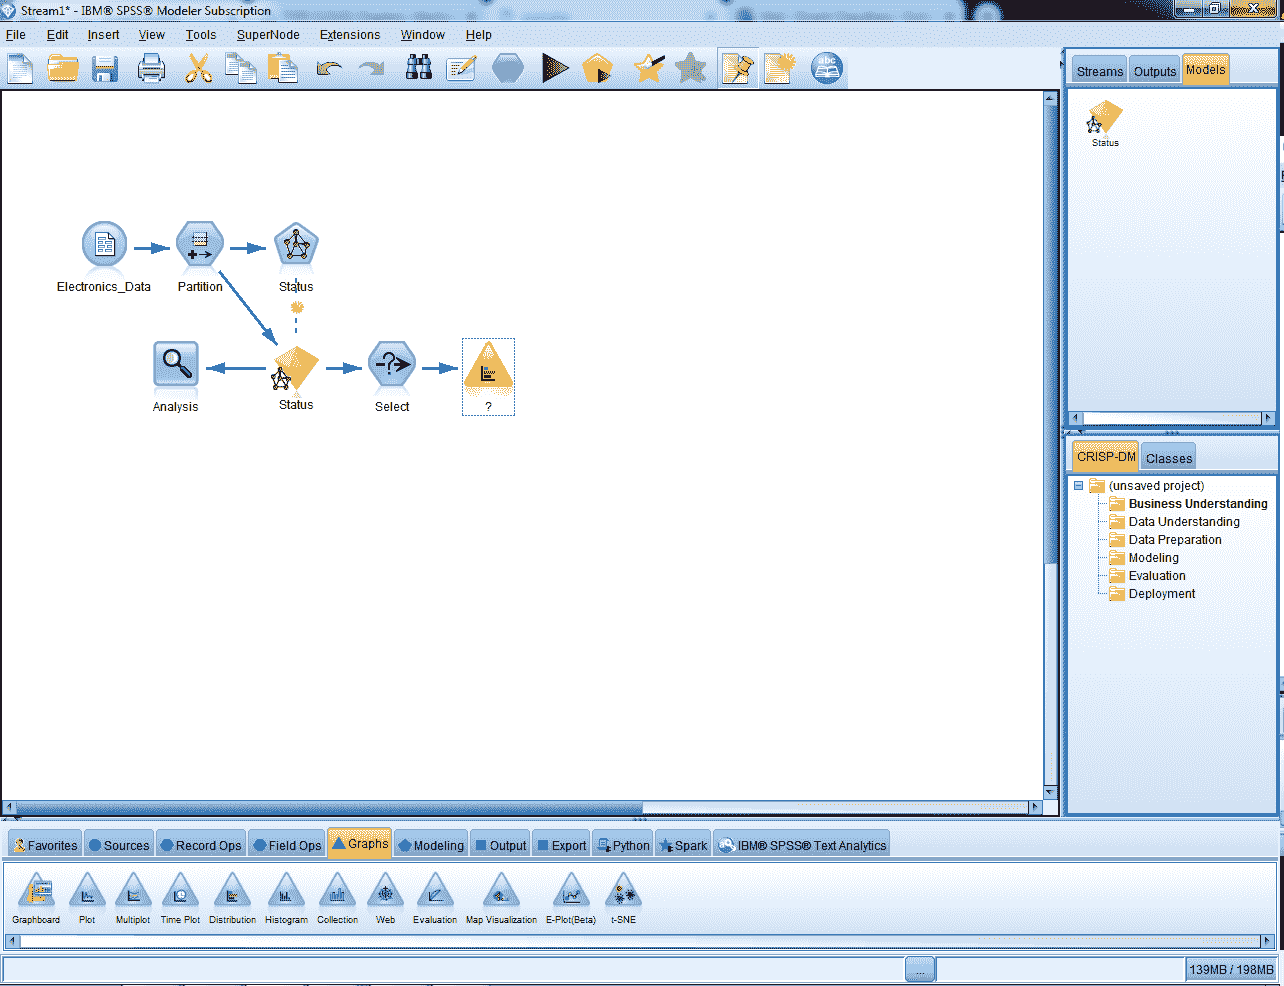 Stream1* - IBM® SPSS® Modeler Subscription
File Edit Insert View Tools SuperNode Extensions Window Help
abc
Streams Outputs Models
Status
Electronics_Data Partition Status
Analysis Status Select ?
CRISP-DM Classes
(unsaved project)
Business Understanding
Data Understanding
Data Preparation
Modeling
Evaluation
Deployment
Favorites Sources Record Ops Field Ops Graphs Modeling Output Export Python Spark IBM® SPSS® Text Analytics
Graphboard Plot Multiplot Time Plot Distribution Histogram Collection Web Evaluation Map Visualization E-Plot(Beta) t-SNE
... 139MB / 198MB